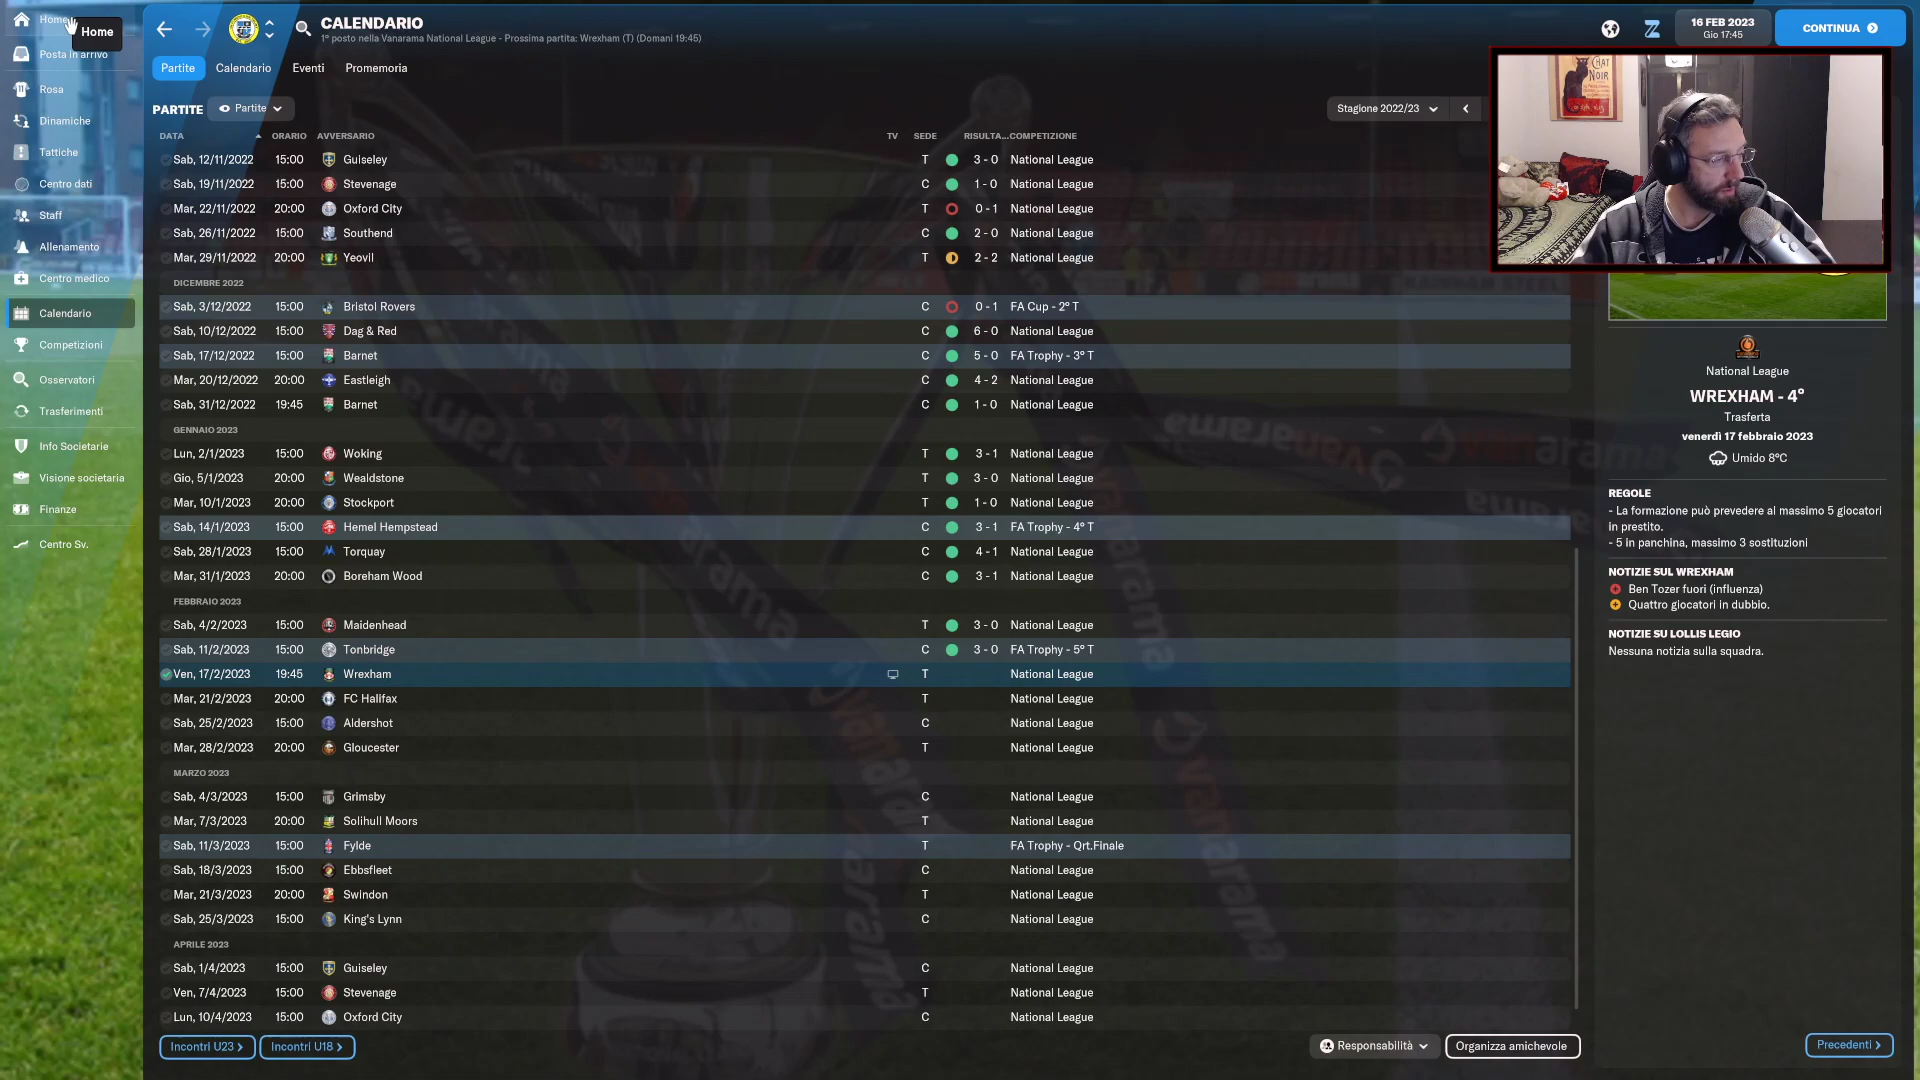 Home
Home
Posta in arrivo
Rosa
Dinamiche
Tattiche
Centro dati
Staff
Allenamento
Centro medico
Calendario
Competizioni
Osservatori
Trasferimenti
Info Societarie
Visione societaria
Finanze
Centro Sv.
CALENDARIO
1° posto nella Vanarama National League - Prossima partita: Wrexham (T) (Domani 19:45)
16 FEB 2023
Gio 17:45
CONTINUA
Partite Calendario Eventi Promemoria
PARTITE Partite
Stagione 2022/23
DATA ORARIO AVVERSARIO TV SEDE RISULTA... COMPETIZIONE
Sab, 12/11/2022 15:00 Guiseley T 3 - 0 National League
Sab, 19/11/2022 15:00 Stevenage C 1 - 0 National League
Mar, 22/11/2022 20:00 Oxford City T 0 - 1 National League
Sab, 26/11/2022 15:00 Southend C 2 - 0 National League
Mar, 29/11/2022 20:00 Yeovil T 2 - 2 National League
DICEMBRE 2022
Sab, 3/12/2022 15:00 Bristol Rovers C 0 - 1 FA Cup - 2° T
Sab, 10/12/2022 15:00 Dag & Red C 6 - 0 National League
Sab, 17/12/2022 15:00 Barnet C 5 - 0 FA Trophy - 3° T
Mar, 20/12/2022 20:00 Eastleigh C 4 - 2 National League
Sab, 31/12/2022 19:45 Barnet C 1 - 0 National League
GENNAIO 2023
Lun, 2/1/2023 15:00 Woking T 3 - 1 National League
Gio, 5/1/2023 20:00 Wealdstone T 3 - 0 National League
Mar, 10/1/2023 20:00 Stockport T 1 - 0 National League
Sab, 14/1/2023 15:00 Hemel Hempstead C 3 - 1 FA Trophy - 4° T
Sab, 28/1/2023 15:00 Torquay C 4 - 1 National League
Mar, 31/1/2023 20:00 Boreham Wood C 3 - 1 National League
FEBBRAIO 2023
Sab, 4/2/2023 15:00 Maidenhead T 3 - 0 National League
Sab, 11/2/2023 15:00 Tonbridge C 3 - 0 FA Trophy - 5° T
Ven, 17/2/2023 19:45 Wrexham T National League
Mar, 21/2/2023 20:00 FC Halifax T National League
Sab, 25/2/2023 15:00 Aldershot C National League
Mar, 28/2/2023 20:00 Gloucester T National League
MARZO 2023
Sab, 4/3/2023 15:00 Grimsby C National League
Mar, 7/3/2023 20:00 Solihull Moors T National League
Sab, 11/3/2023 15:00 Fylde T FA Trophy - Qrt.Finale
Sab, 18/3/2023 15:00 Ebbsfleet C National League
Mar, 21/3/2023 20:00 Swindon T National League
Sab, 25/3/2023 15:00 King's Lynn C National League
APRILE 2023
Sab, 1/4/2023 15:00 Guiseley C National League
Ven, 7/4/2023 15:00 Stevenage T National League
Lun, 10/4/2023 15:00 Oxford City C National League
Incontri U23 Incontri U18
Responsabilità Organizza amichevole
CHAT
NOIR
National League
WREXHAM - 4°
Trasferta
venerdì 17 febbraio 2023
Umido 8°C
REGOLE
- La formazione può prevedere al massimo 5 giocatori
in prestito.
- 5 in panchina, massimo 3 sostituzioni
NOTIZIE SUL WREXHAM
Ben Tozer fuori (influenza)
Quattro giocatori in dubbio.
NOTIZIE SU LOLLIS LEGIO
Nessuna notizia sulla squadra.
Precedenti